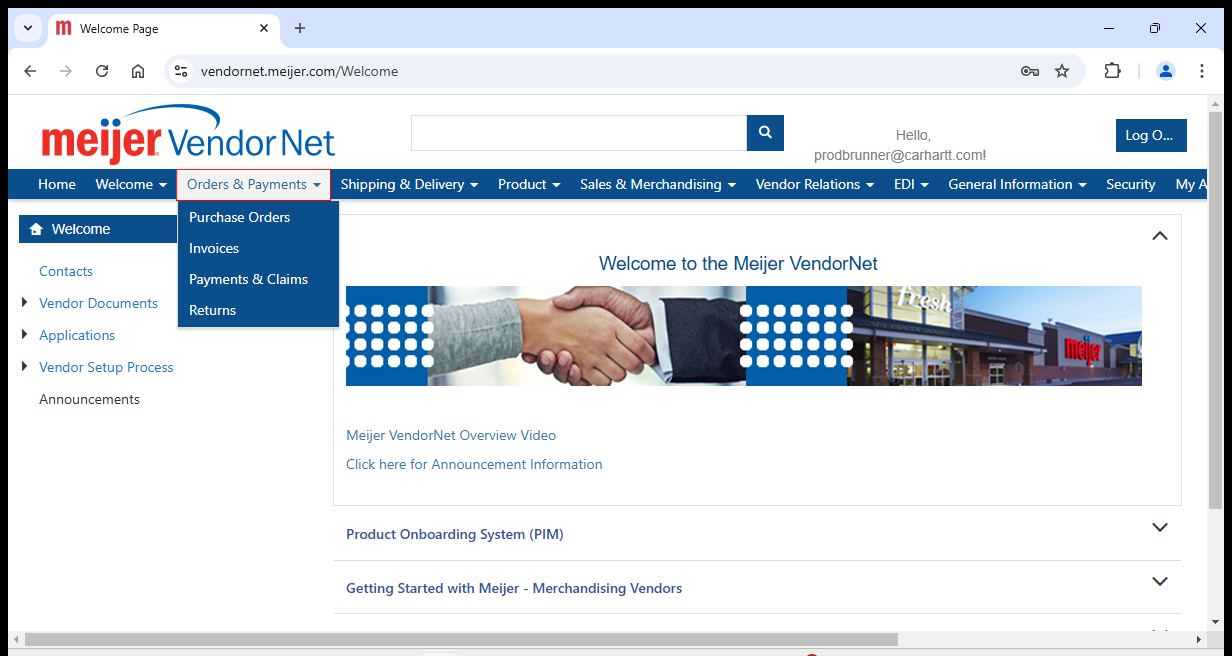 Welcome Page
vendornet.meijer.com/Welcome
meijer VendorNet
Hello,
prodbrunner@carhartt.com!
Log O...
Home Welcome Orders & Payments Shipping & Delivery Product Sales & Merchandising Vendor Relations EDI General Information Security My A
Welcome
Contacts
Vendor Documents
Applications
Vendor Setup Process
Announcements
Purchase Orders
Invoices
Payments & Claims
Returns
Welcome to the Meijer VendorNet
fresh
meijer
Meijer VendorNet Overview Video
Click here for Announcement Information
Product Onboarding System (PIM)
Getting Started with Meijer - Merchandising Vendors